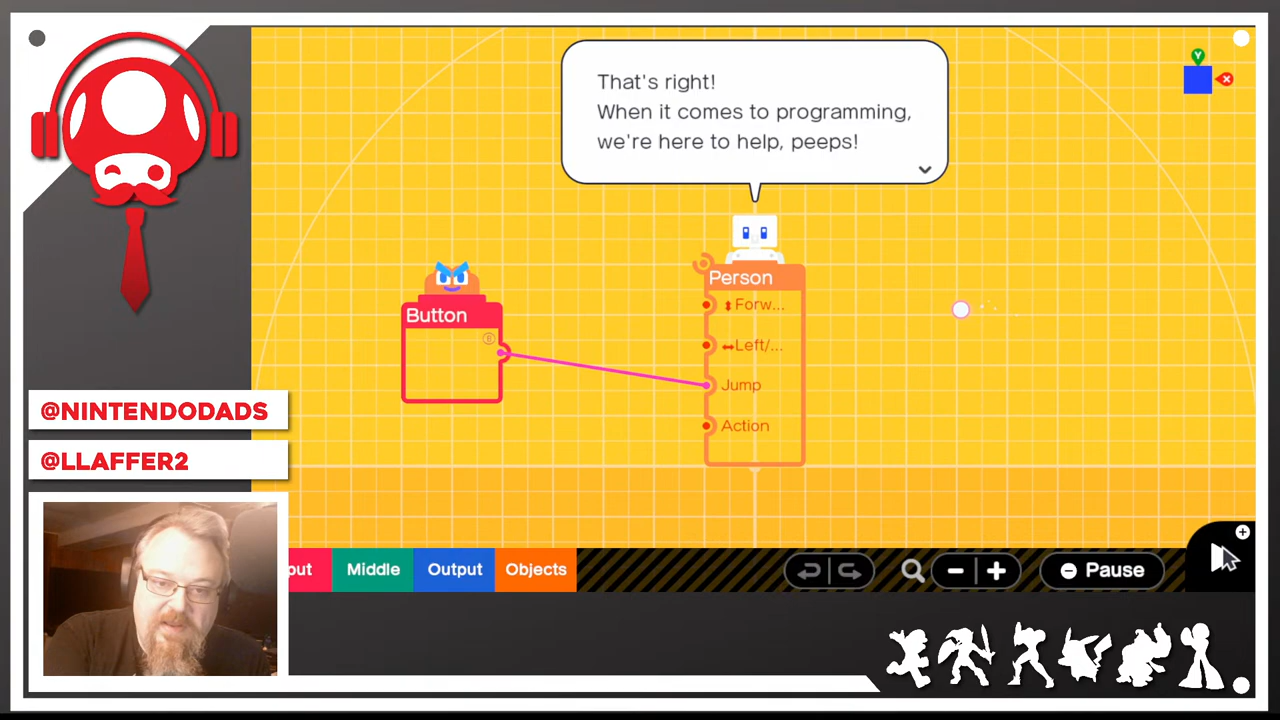 That's right!
When it comes to programming,
we're here to help, peeps!
Y
X
Button
B
Person
Forw...
Left/...
Jump
Action
@NINTENDODADS
@LLAFFER2
put
Middle
Output
Objects
Pause